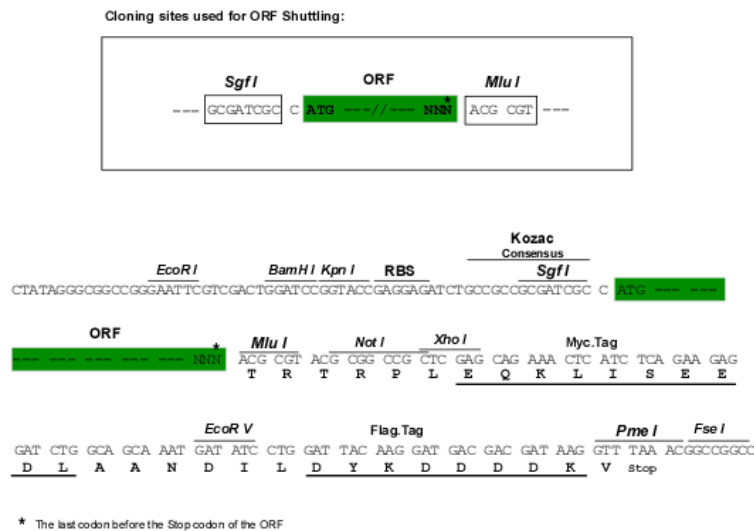 Cloning sites used for ORF Shuttling:
Sgf I ORF Mlu I
--- GCGATCGC C ATG ---//--- NNN* ACG CGT ---
Kozac
Consensus
EcoR I BamH I Kpn I RBS Sgf I
CTATAGGGCGGCCGGGAATTCGTCGACTGGATCCGGTACCGAGGAGATCTGCCGCCGCGATCGC C ATG --- ---
ORF Mlu I Not I Xho I Myc.Tag
--- --- --- --- --- --- NNN* ACG CGT ACG CGG CCG CTC GAG CAG AAA CTC ATC TCA GAA GAG
T R T R P L E Q K L I S E E
EcoR V Flag.Tag Pme I Fse I
GAT CTG GCA GCA AAT GAT ATC CTG GAT TAC AAG GAT GAC GAC GAT AAG GTT TAA ACGGCCGGCC
D L A A N D I L D Y K D D D D K V Stop
* The last codon before the Stop codon of the ORF